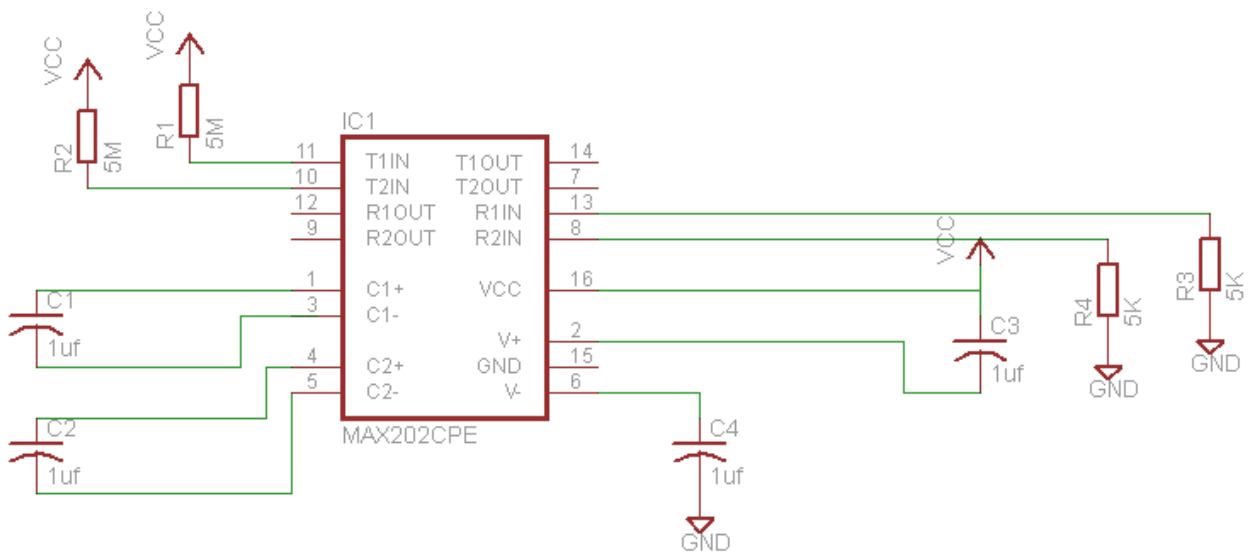 VCC
VCC
R2
5M
R1
5M
IC1
11
T1IN
T1OUT
14
10
T2IN
T2OUT
7
12
R1OUT
R1IN
13
9
R2OUT
R2IN
8
1
C1+
VCC
16
3
C1-
V+
2
4
C2+
GND
15
5
C2-
V-
6
MAX202CPE
C1
1uf
C2
1uf
VCC
C3
1uf
C4
1uf
GND
R4
5K
GND
R3
5K
GND